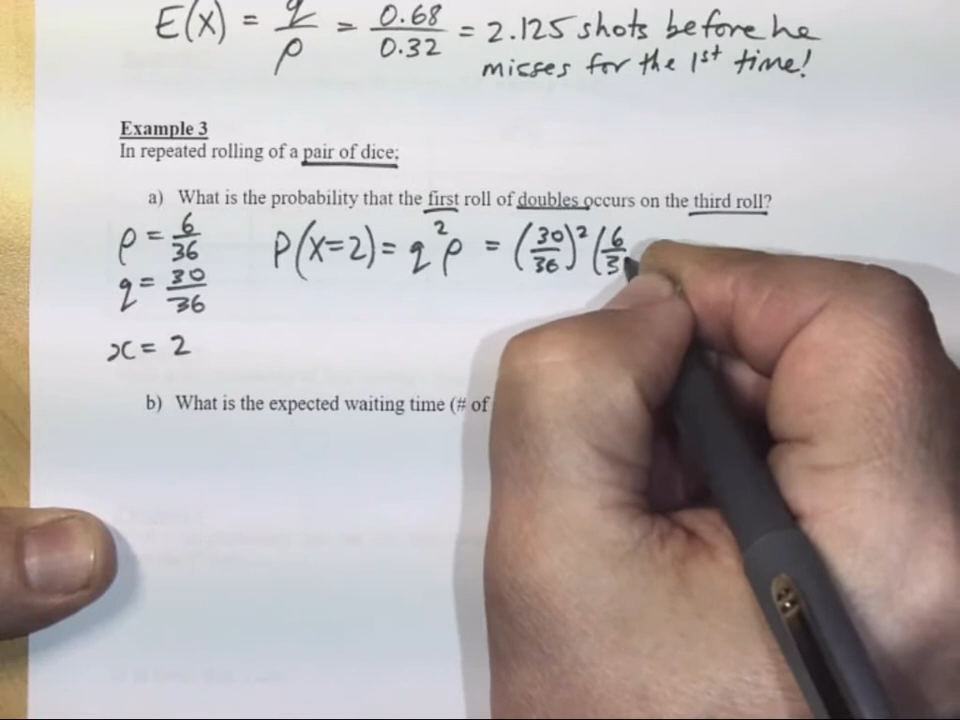 E(X) = q/p = 0.68/0.32 = 2.125 shots before he
misses for the 1st time!
Example 3
In repeated rolling of a pair of dice;
a) What is the probability that the first roll of doubles occurs on the third roll?
p = 6/36
P(X=2) = q²p = (30/36)² (6/3
q = 30/36
x = 2
b) What is the expected waiting time (# of